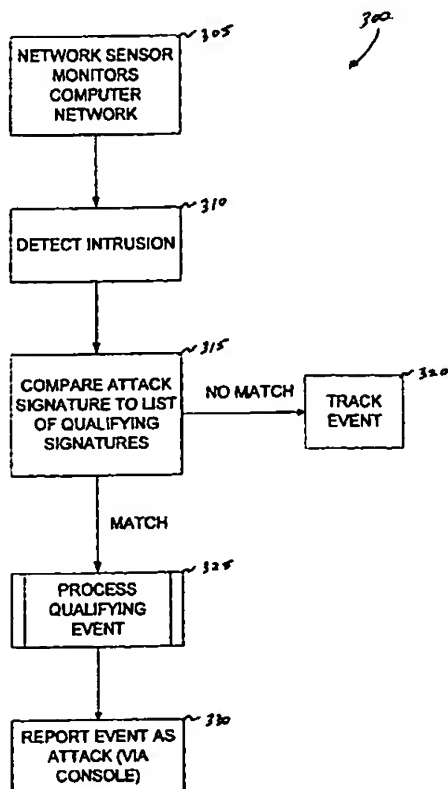 305
300
NETWORK SENSOR
MONITORS
COMPUTER
NETWORK
310
DETECT INTRUSION
315
COMPARE ATTACK
SIGNATURE TO LIST
OF QUALIFYING
SIGNATURES
NO MATCH
320
TRACK
EVENT
MATCH
325
PROCESS
QUALIFYING
EVENT
330
REPORT EVENT AS
ATTACK (VIA
CONSOLE)